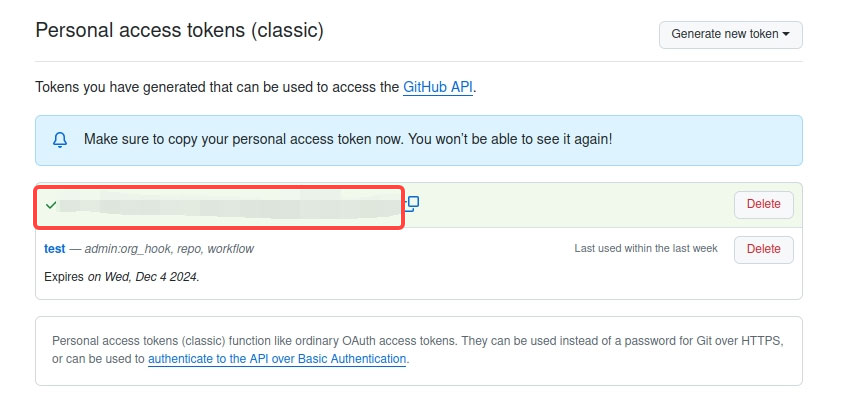 Personal access tokens (classic)
Generate new token
Tokens you have generated that can be used to access the GitHub API.
Make sure to copy your personal access token now. You won't be able to see it again!
Delete
test — admin:org_hook, repo, workflow
Last used within the last week
Delete
Expires on Wed, Dec 4 2024.
Personal access tokens (classic) function like ordinary OAuth access tokens. They can be used instead of a password for Git over HTTPS,
or can be used to authenticate to the API over Basic Authentication.